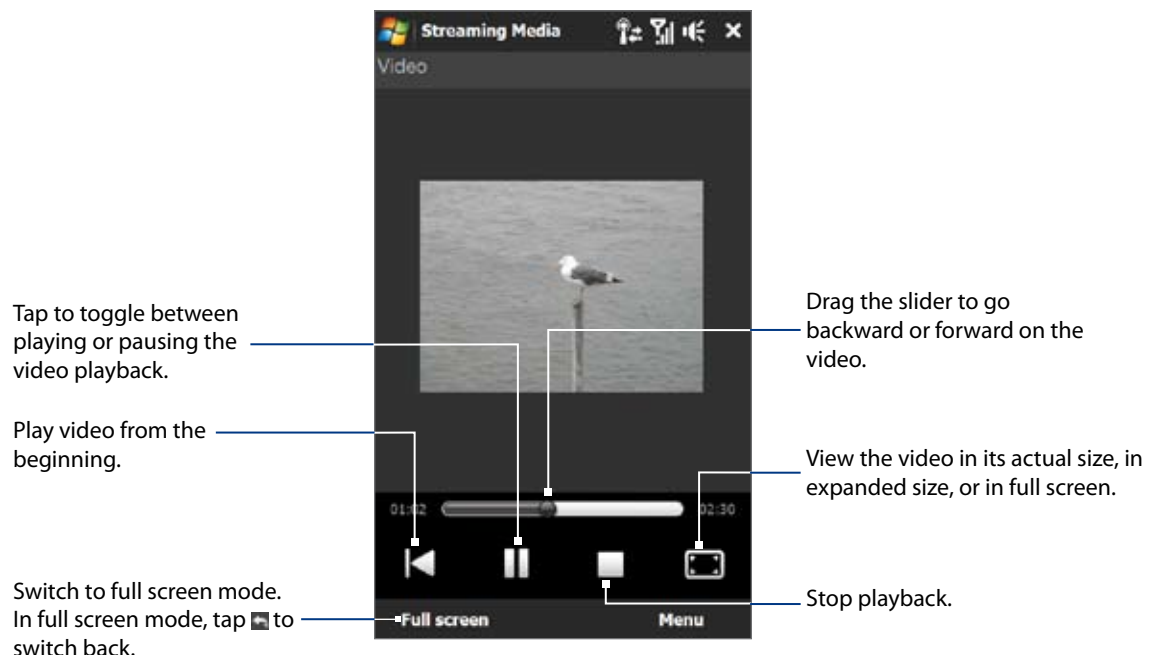 Streaming Media
Video
Tap to toggle between
playing or pausing the
video playback.
Play video from the
beginning.
Switch to full screen mode.
In full screen mode, tap to
switch back.
Drag the slider to go
backward or forward on the
video.
View the video in its actual size, in
expanded size, or in full screen.
Stop playback.
01:02
02:30
Full screen
Menu